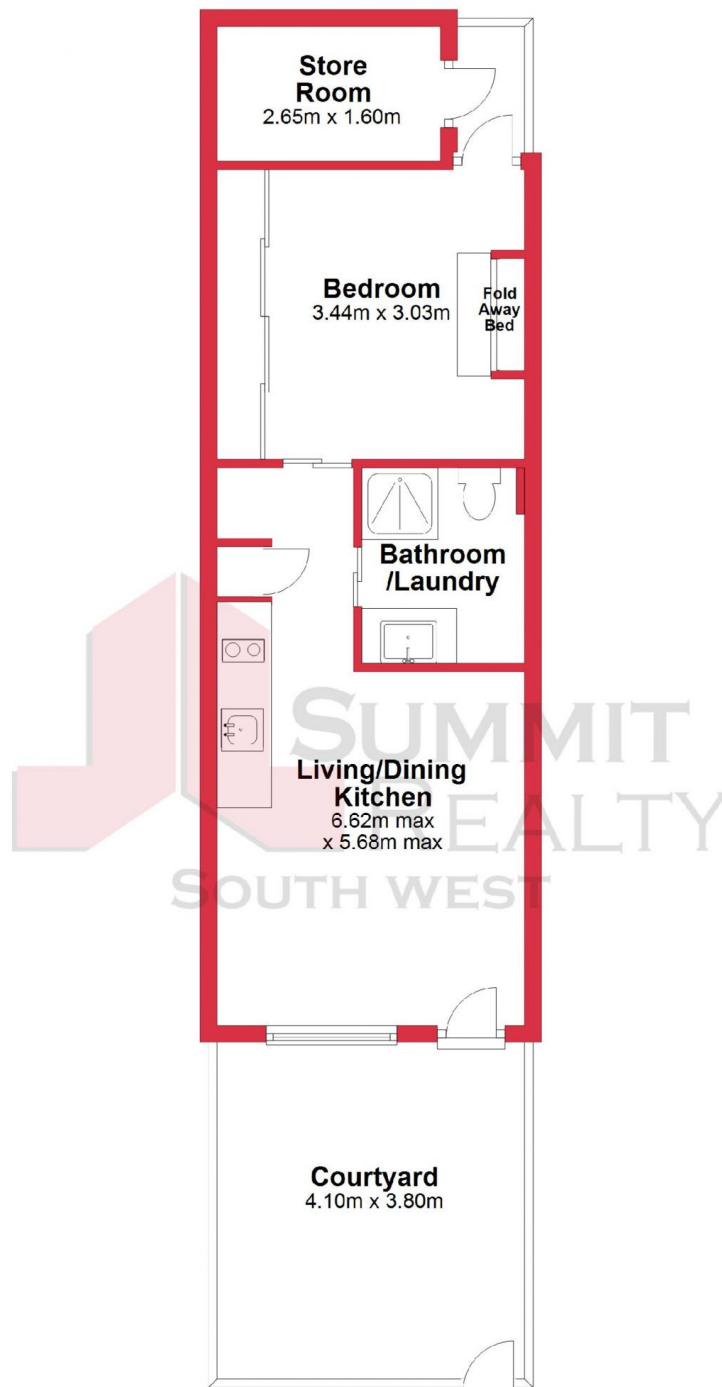 Store
Room
2.65m x 1.60m
Bedroom
3.44m x 3.03m
Fold
Away
Bed
Bathroom
/Laundry
Living/Dining
Kitchen
6.62m max
x 5.68m max
SUMMIT
REALTY
SOUTH WEST
Courtyard
4.10m x 3.80m